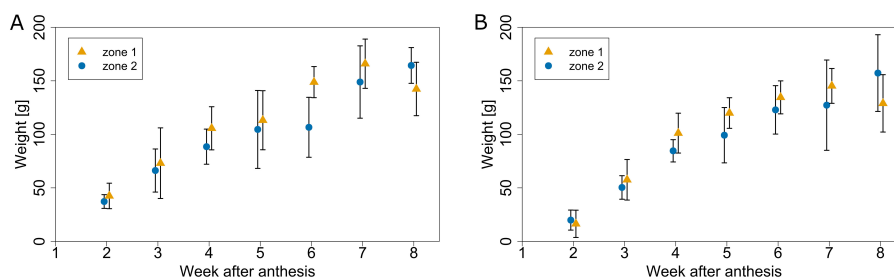 A
Weight [g]
200
150
100
50
0
zone 1
zone 2
1 2 3 4 5 6 7 8
Week after anthesis
B
Weight [g]
200
150
100
50
0
zone 1
zone 2
1 2 3 4 5 6 7 8
Week after anthesis